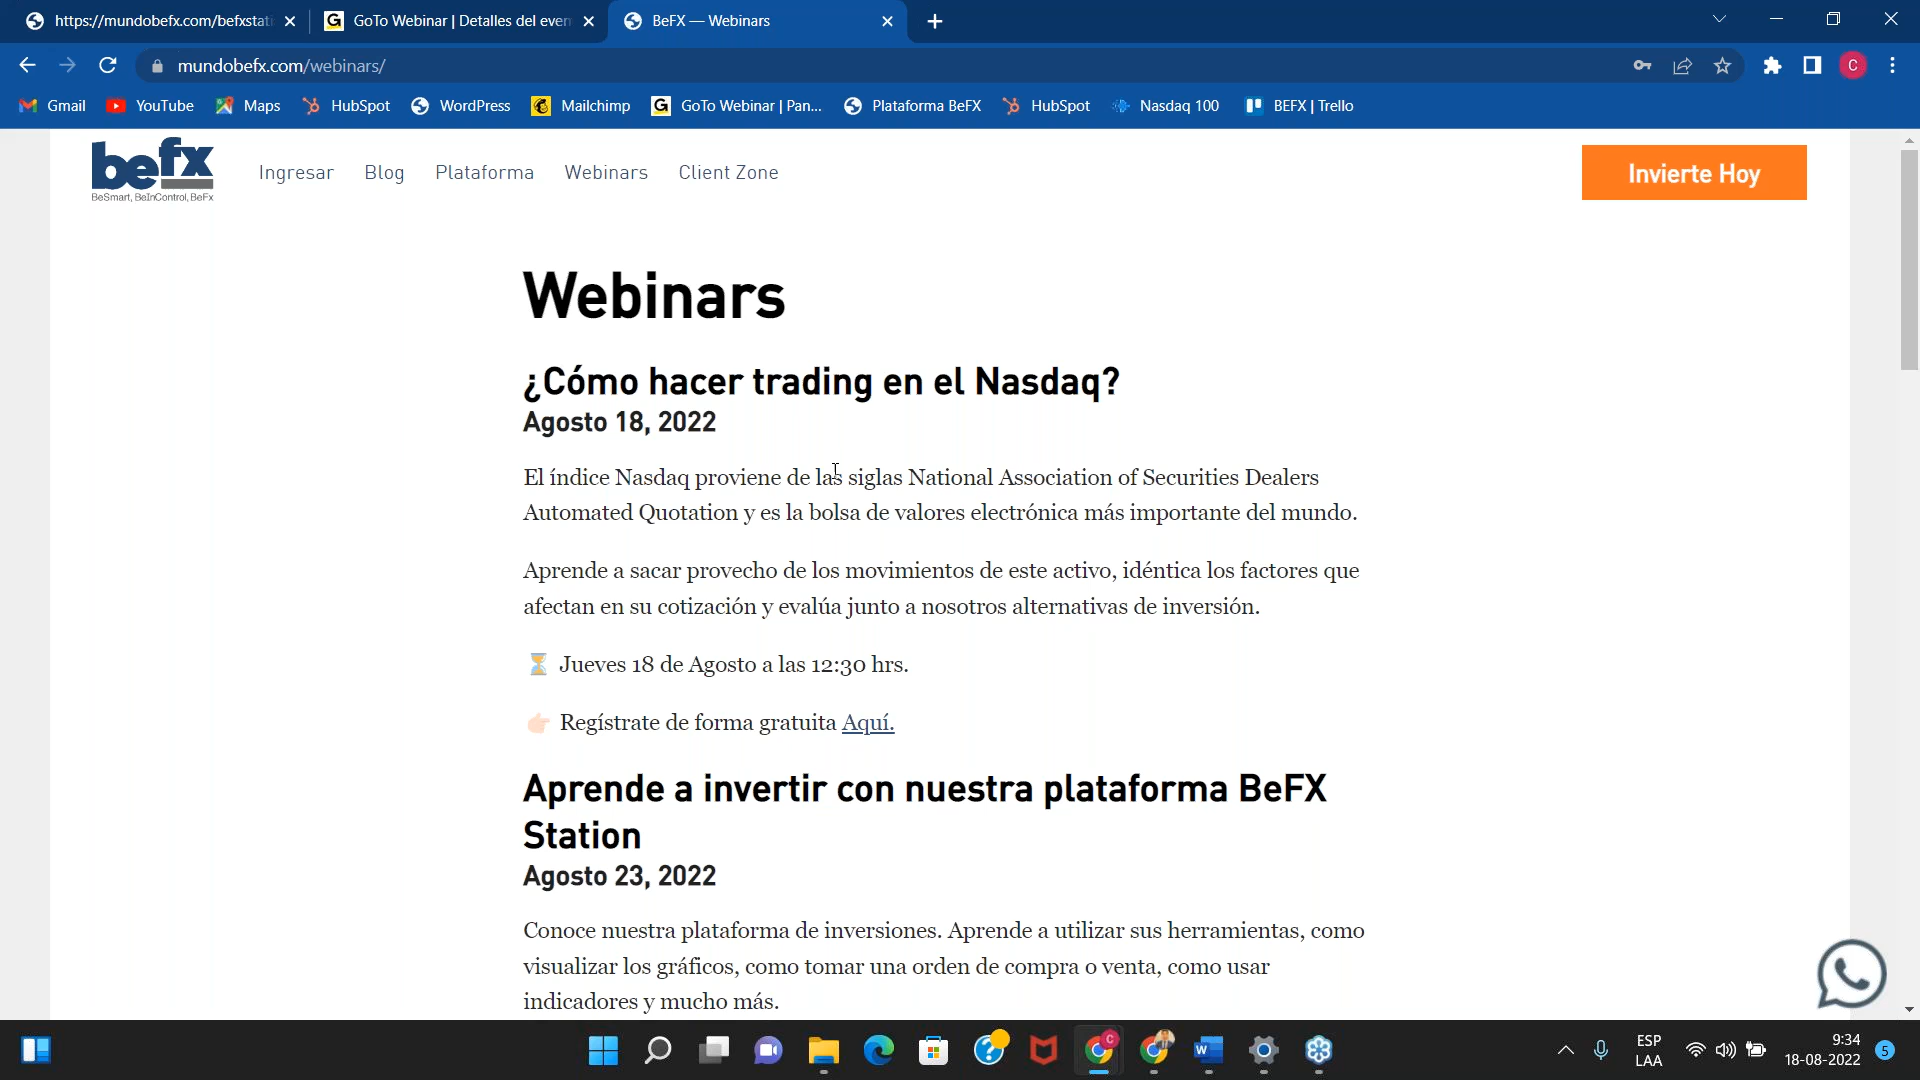 https://mundobefx.com/befxstati
GoTo Webinar | Detalles del even
BeFX — Webinars
mundobefx.com/webinars/
C
Gmail
YouTube
Maps
HubSpot
WordPress
Mailchimp
GoTo Webinar | Pan...
Plataforma BeFX
HubSpot
Nasdaq 100
BEFX | Trello
befx
BeSmart, BeInControl, BeFx
Ingresar
Blog
Plataforma
Webinars
Client Zone
Invierte Hoy
Webinars
¿Cómo hacer trading en el Nasdaq?
Agosto 18, 2022
El índice Nasdaq proviene de las siglas National Association of Securities Dealers
Automated Quotation y es la bolsa de valores electrónica más importante del mundo.
Aprende a sacar provecho de los movimientos de este activo, idéntica los factores que
afectan en su cotización y evalúa junto a nosotros alternativas de inversión.
⏳ Jueves 18 de Agosto a las 12:30 hrs.
👉🏻 Regístrate de forma gratuita Aquí.
Aprende a invertir con nuestra plataforma BeFX
Station
Agosto 23, 2022
Conoce nuestra plataforma de inversiones. Aprende a utilizar sus herramientas, como
visualizar los gráficos, como tomar una orden de compra o venta, como usar
indicadores y mucho más.
ESP
LAA
9:34
18-08-2022
5